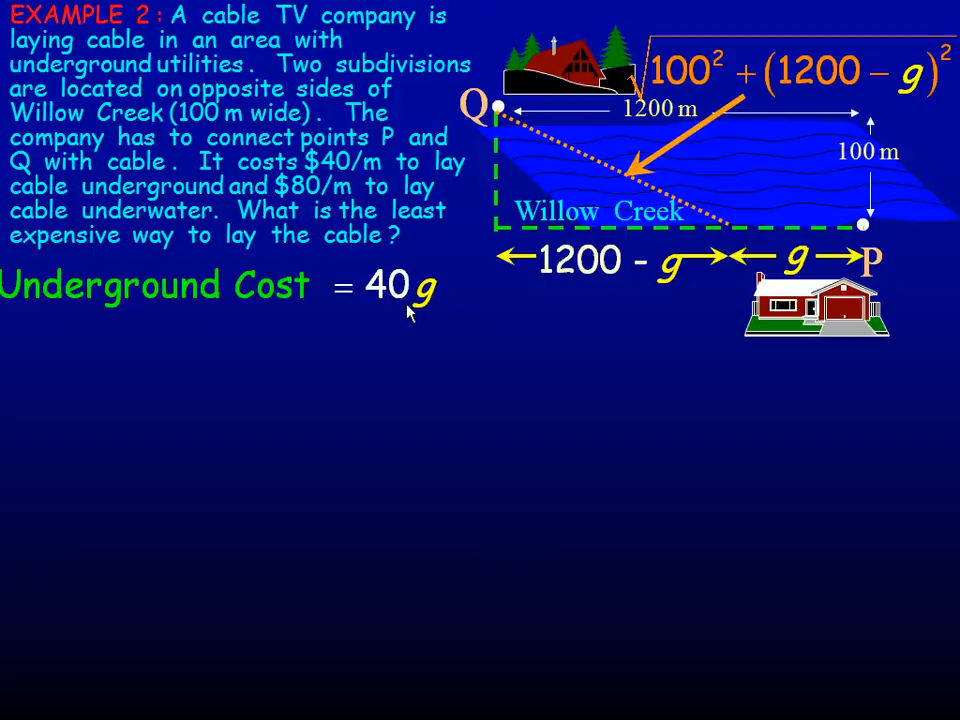 EXAMPLE 2 : A cable TV company is
laying cable in an area with
underground utilities . Two subdivisions
are located on opposite sides of
Willow Creek (100 m wide) . The
company has to connect points P and
Q with cable . It costs $40/m to lay
cable underground and $80/m to lay
cable underwater. What is the least
expensive way to lay the cable ?
Underground Cost = 40g
√100² + (1200 − g)²
Q
1200 m
100 m
Willow Creek
1200 - g
g
P